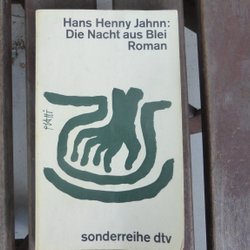 Hans Henny Jahnn:
Die Nacht aus Blei
Roman
sonderreihe dtv